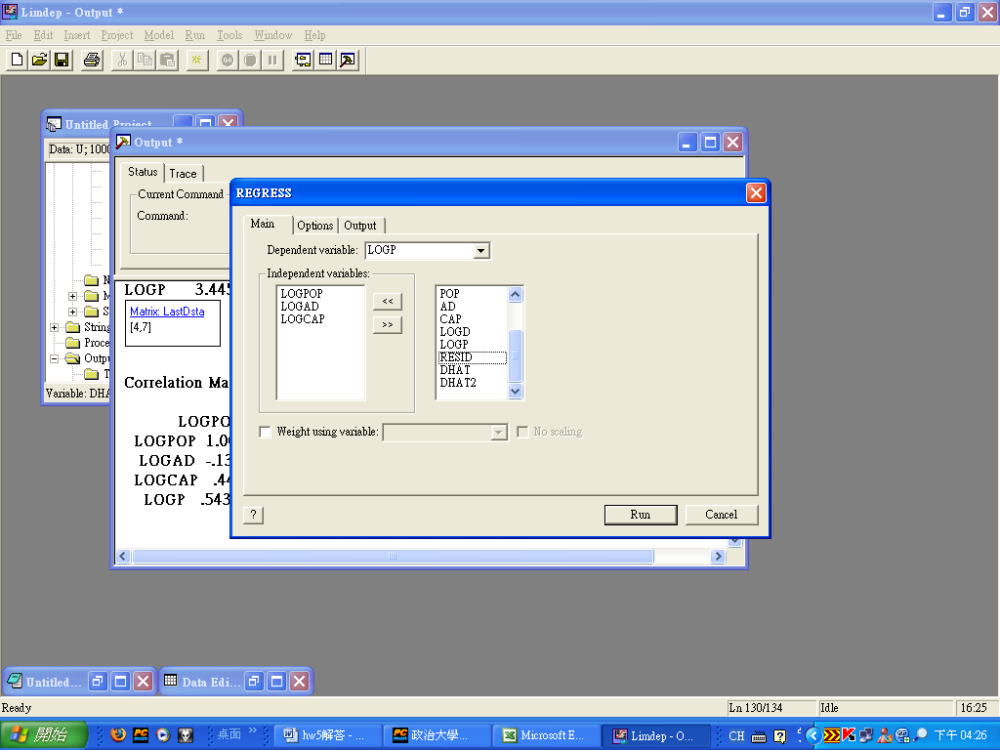 Limdep - Output *
File Edit Insert Project Model Run Tools Window Help
GO
Untitled Project
Data: U; 1000
Output *
Status Trace
Current Command
Command:
REGRESS
Main Options Output
Dependent variable: LOGP
Independent variables:
LOGPOP
LOGAD
LOGCAP
<<
>>
POP
AD
CAP
LOGD
LOGP
RESID
DHAT
DHAT2
Weight using variable: No scaling
? Run Cancel
N
M
S
String
Proce
Outpu
T
Variable: DHA
LOGP 3.445
Matrix: LastDsta
[4,7]
Correlation Ma
LOGPO
LOGPOP 1.00
LOGAD -.13
LOGCAP .44
LOGP .543
Untitled... Data Edi...
Ready Ln 130/134 Idle 16:25
開始 桌面 » hw5解答 - ... 政治大學... Microsoft E... Limdep - O... CH 下午 04:26